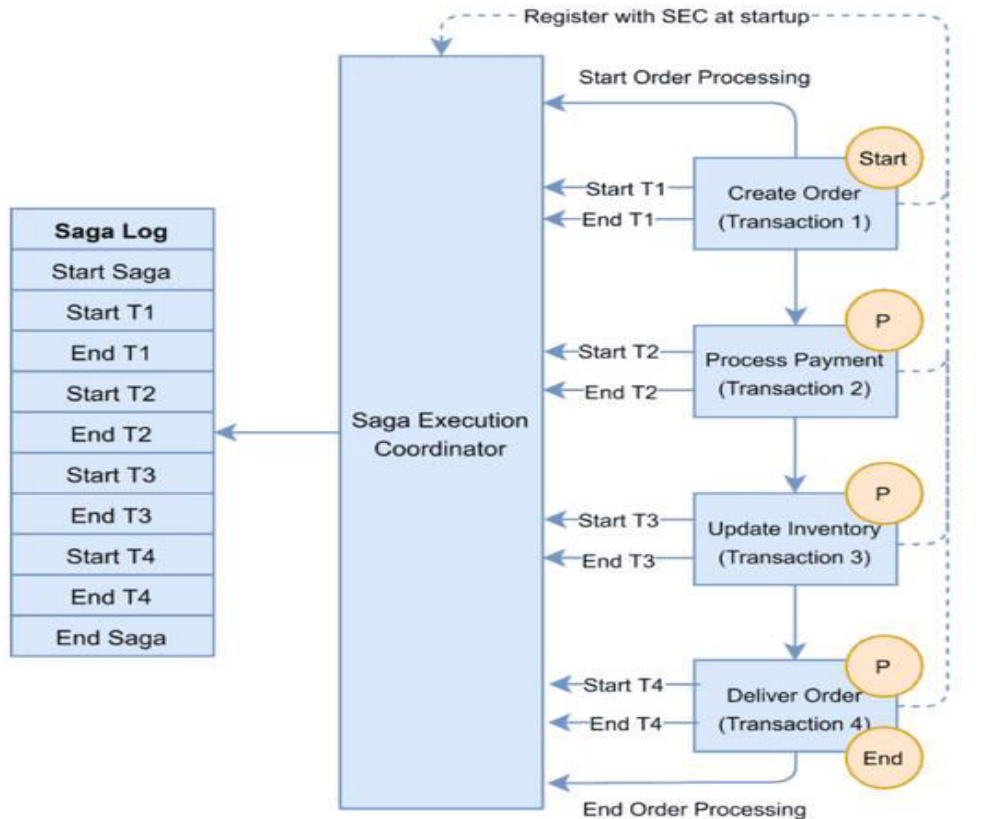 Register with SEC at startup
Start Order Processing
Start
Start T1
End T1
Create Order
(Transaction 1)
Saga Log
Start Saga
Start T1
End T1
Start T2
End T2
Start T3
End T3
Start T4
End T4
End Saga
Saga Execution
Coordinator
P
Start T2
End T2
Process Payment
(Transaction 2)
P
Start T3
End T3
Update Inventory
(Transaction 3)
P
Start T4
End T4
Deliver Order
(Transaction 4)
End
End Order Processing